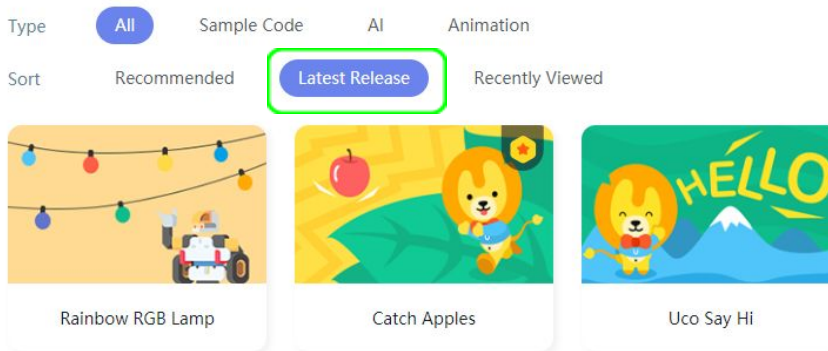 Type All Sample Code AI Animation
Sort Recommended Latest Release Recently Viewed
HELLO
Rainbow RGB Lamp Catch Apples Uco Say Hi